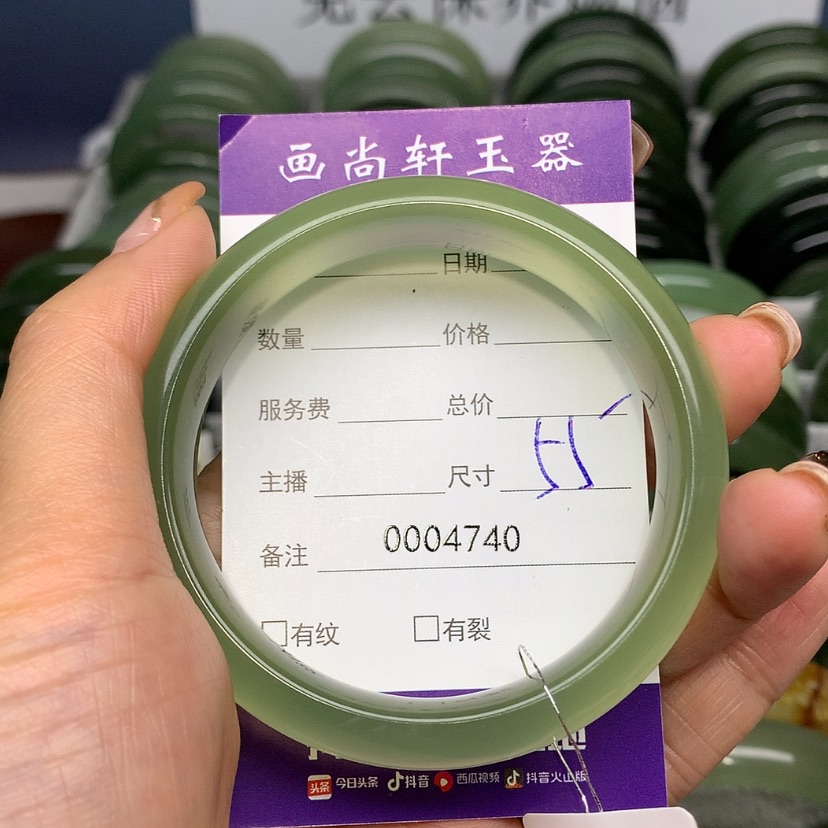 画尚轩玉器
日期
数量 价格
服务费 总价
主播 尺寸
备注 0004740
□有纹 □有裂
头条 今日头条 抖音 西瓜视频 抖音火山版